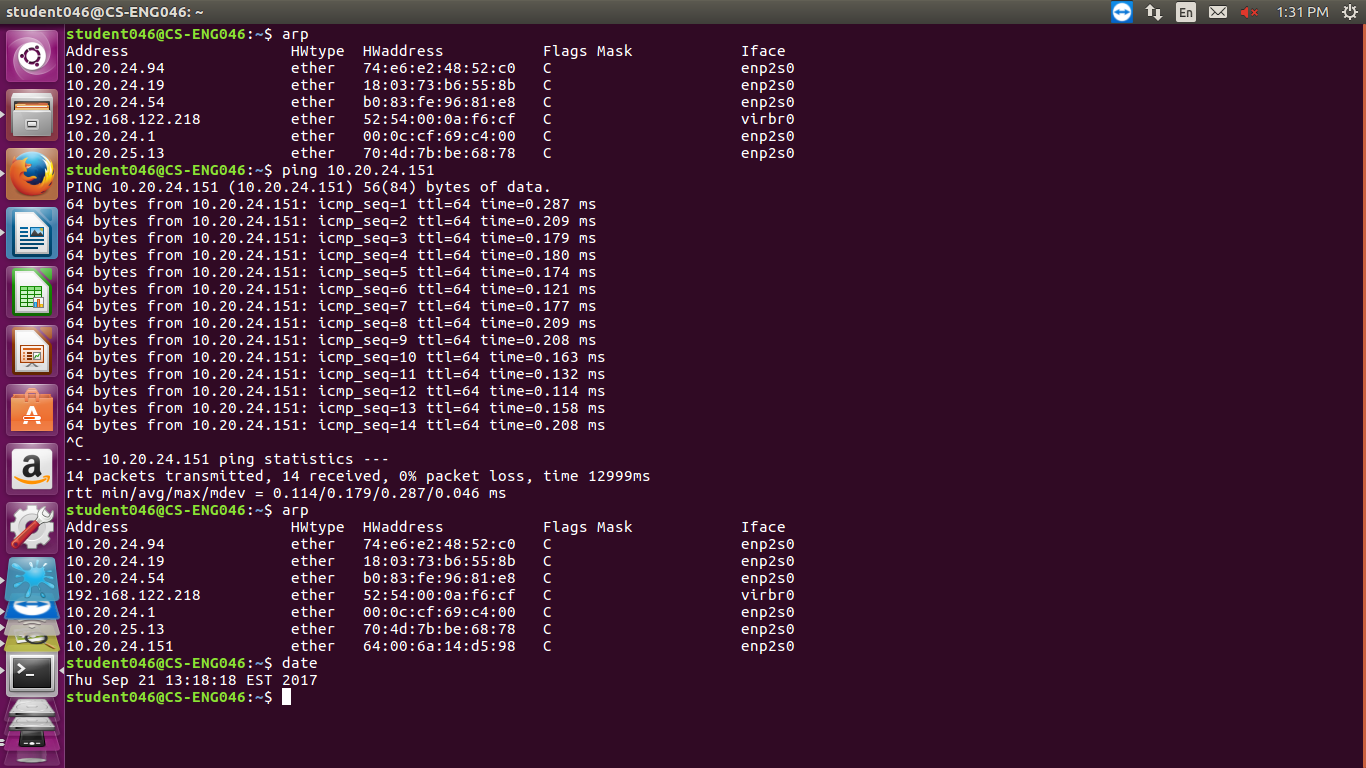 student046@CS-ENG046: ~ En 1:31 PM
student046@CS-ENG046:~$ arp
Address                  HWtype  HWaddress           Flags Mask            Iface
10.20.24.94              ether   74:e6:e2:48:52:c0   C                     enp2s0
10.20.24.19              ether   18:03:73:b6:55:8b   C                     enp2s0
10.20.24.54              ether   b0:83:fe:96:81:e8   C                     enp2s0
192.168.122.218          ether   52:54:00:0a:f6:cf   C                     virbr0
10.20.24.1               ether   00:0c:cf:69:c4:00   C                     enp2s0
10.20.25.13              ether   70:4d:7b:be:68:78   C                     enp2s0
student046@CS-ENG046:~$ ping 10.20.24.151
PING 10.20.24.151 (10.20.24.151) 56(84) bytes of data.
64 bytes from 10.20.24.151: icmp_seq=1 ttl=64 time=0.287 ms
64 bytes from 10.20.24.151: icmp_seq=2 ttl=64 time=0.209 ms
64 bytes from 10.20.24.151: icmp_seq=3 ttl=64 time=0.179 ms
64 bytes from 10.20.24.151: icmp_seq=4 ttl=64 time=0.180 ms
64 bytes from 10.20.24.151: icmp_seq=5 ttl=64 time=0.174 ms
64 bytes from 10.20.24.151: icmp_seq=6 ttl=64 time=0.121 ms
64 bytes from 10.20.24.151: icmp_seq=7 ttl=64 time=0.177 ms
64 bytes from 10.20.24.151: icmp_seq=8 ttl=64 time=0.209 ms
64 bytes from 10.20.24.151: icmp_seq=9 ttl=64 time=0.208 ms
64 bytes from 10.20.24.151: icmp_seq=10 ttl=64 time=0.163 ms
64 bytes from 10.20.24.151: icmp_seq=11 ttl=64 time=0.132 ms
64 bytes from 10.20.24.151: icmp_seq=12 ttl=64 time=0.114 ms
64 bytes from 10.20.24.151: icmp_seq=13 ttl=64 time=0.158 ms
64 bytes from 10.20.24.151: icmp_seq=14 ttl=64 time=0.208 ms
^C
--- 10.20.24.151 ping statistics ---
14 packets transmitted, 14 received, 0% packet loss, time 12999ms
rtt min/avg/max/mdev = 0.114/0.179/0.287/0.046 ms
student046@CS-ENG046:~$ arp
Address                  HWtype  HWaddress           Flags Mask            Iface
10.20.24.94              ether   74:e6:e2:48:52:c0   C                     enp2s0
10.20.24.19              ether   18:03:73:b6:55:8b   C                     enp2s0
10.20.24.54              ether   b0:83:fe:96:81:e8   C                     enp2s0
192.168.122.218          ether   52:54:00:0a:f6:cf   C                     virbr0
10.20.24.1               ether   00:0c:cf:69:c4:00   C                     enp2s0
10.20.25.13              ether   70:4d:7b:be:68:78   C                     enp2s0
10.20.24.151             ether   64:00:6a:14:d5:98   C                     enp2s0
student046@CS-ENG046:~$ date
Thu Sep 21 13:18:18 EST 2017
student046@CS-ENG046:~$